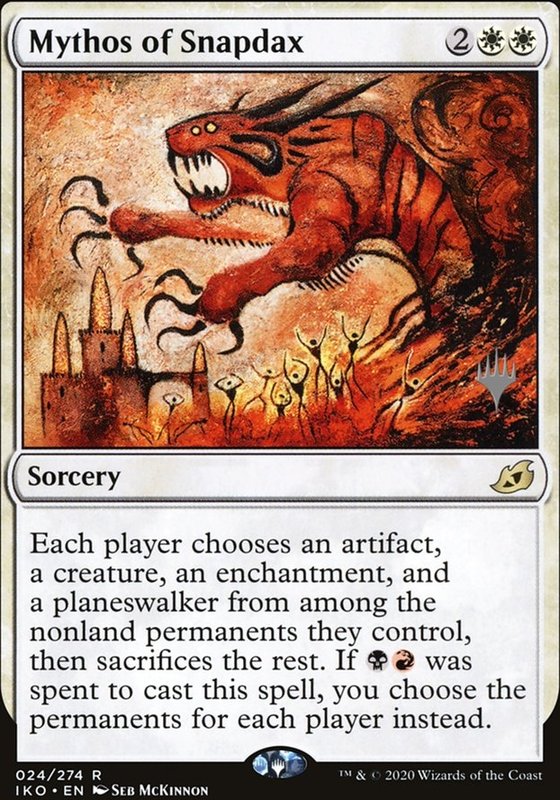 Mythos of Snapdax 2
Sorcery
Each player chooses an artifact,
a creature, an enchantment, and
a planeswalker from among the
nonland permanents they control,
then sacrifices the rest. If was
spent to cast this spell, you choose the
permanents for each player instead.
024/274 R
IKO • EN Seb McKinnon
™ & © 2020 Wizards of the Coast